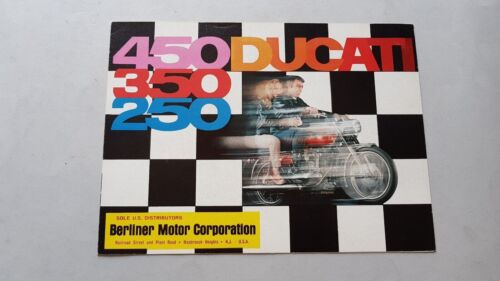 450 DUCATI
350
250
SOLE U.S. DISTRIBUTORS
Berliner Motor Corporation
Railroad Street and Plant Road • Hasbrouck Heights • N.J. • U.S.A.